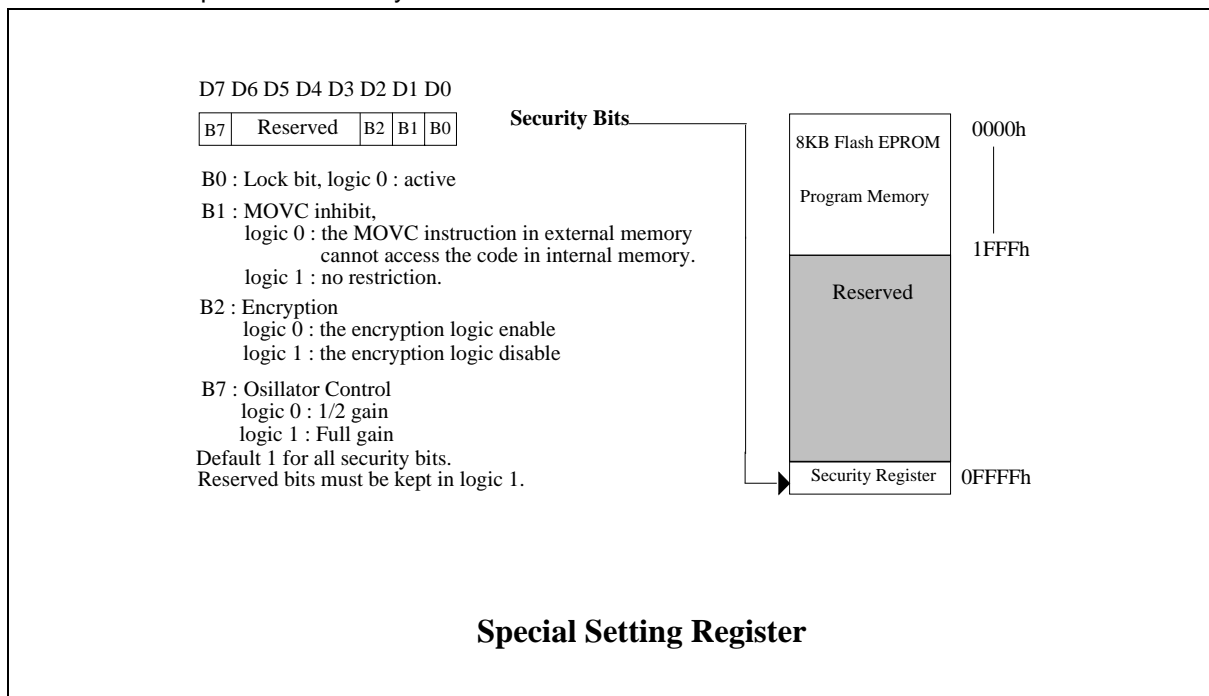 D7 D6 D5 D4 D3 D2 D1 D0
B7 Reserved B2 B1 B0
Security Bits
B0 : Lock bit, logic 0 : active
B1 : MOVC inhibit,
logic 0 : the MOVC instruction in external memory
cannot access the code in internal memory.
logic 1 : no restriction.
B2 : Encryption
logic 0 : the encryption logic enable
logic 1 : the encryption logic disable
B7 : Osillator Control
logic 0 : 1/2 gain
logic 1 : Full gain
Default 1 for all security bits.
Reserved bits must be kept in logic 1.
8KB Flash EPROM
Program Memory
0000h
1FFFh
Reserved
Security Register
0FFFFh
Special Setting Register